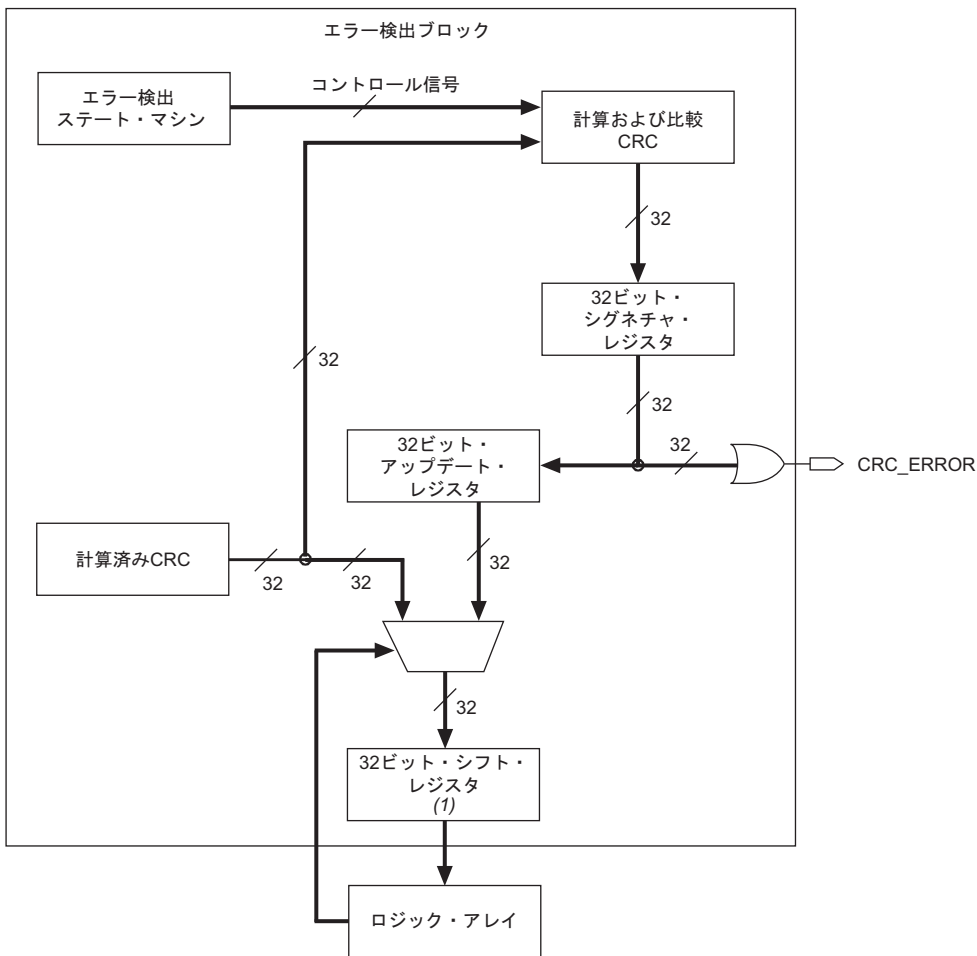 エラー検出ブロック
エラー検出
ステート・マシン
コントロール信号
計算および比較
CRC
32
32ビット・
シグネチャ・
レジスタ
32
32
32
32ビット・
アップデート・
レジスタ
CRC_ERROR
計算済みCRC
32
32
32
32
32ビット・シフト・
レジスタ
(1)
ロジック・アレイ